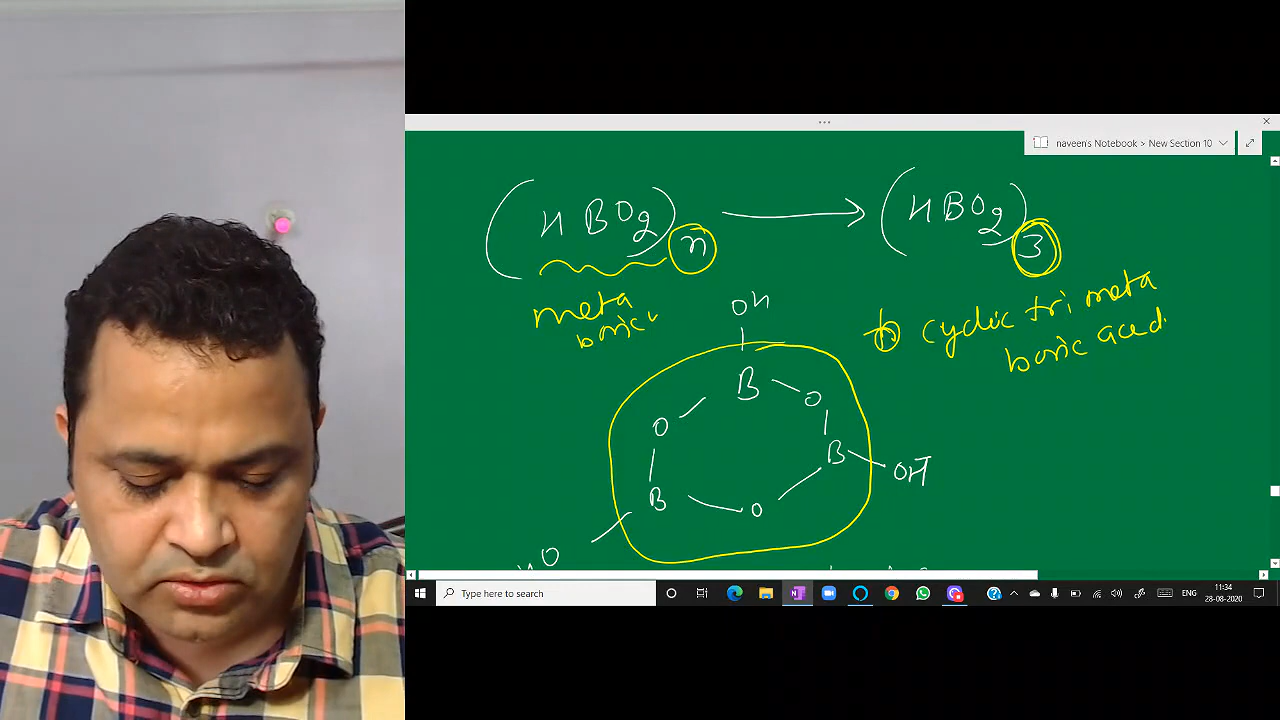 naveen's Notebook > New Section 10
(HBO2)n → (HBO2)3
meta
boric
cyclic tri meta
boric acid
OH
B
O
O
B
OH
B
O
HO
Type here to search
ENG
11:34
28-08-2020